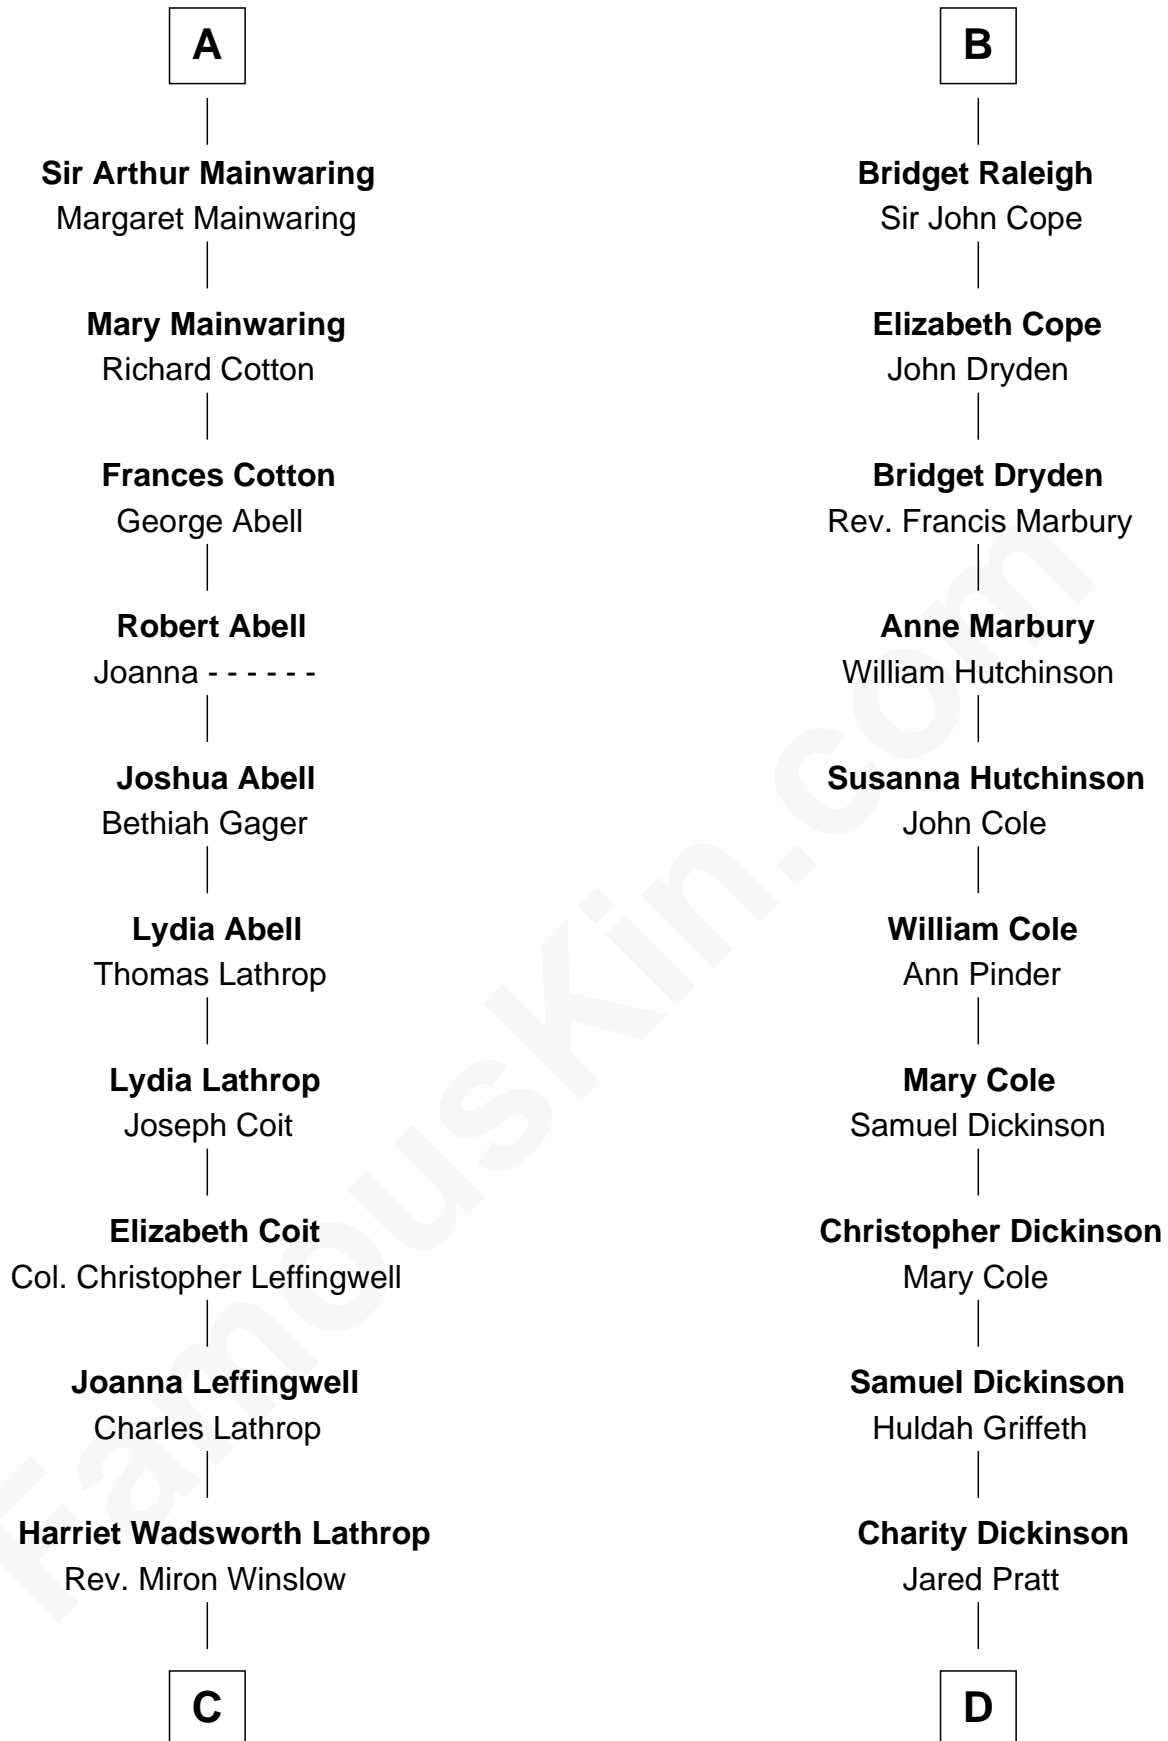 A
Sir Arthur Mainwaring
Margaret Mainwaring
Mary Mainwaring
Richard Cotton
Frances Cotton
George Abell
Robert Abell
Joanna - - - - - -
Joshua Abell
Bethiah Gager
Lydia Abell
Thomas Lathrop
Lydia Lathrop
Joseph Coit
Elizabeth Coit
Col. Christopher Leffingwell
Joanna Leffingwell
Charles Lathrop
Harriet Wadsworth Lathrop
Rev. Miron Winslow
C
B
Bridget Raleigh
Sir John Cope
Elizabeth Cope
John Dryden
Bridget Dryden
Rev. Francis Marbury
Anne Marbury
William Hutchinson
Susanna Hutchinson
John Cole
William Cole
Ann Pinder
Mary Cole
Samuel Dickinson
Christopher Dickinson
Mary Cole
Samuel Dickinson
Huldah Griffeth
Charity Dickinson
Jared Pratt
D
FamousKin.com